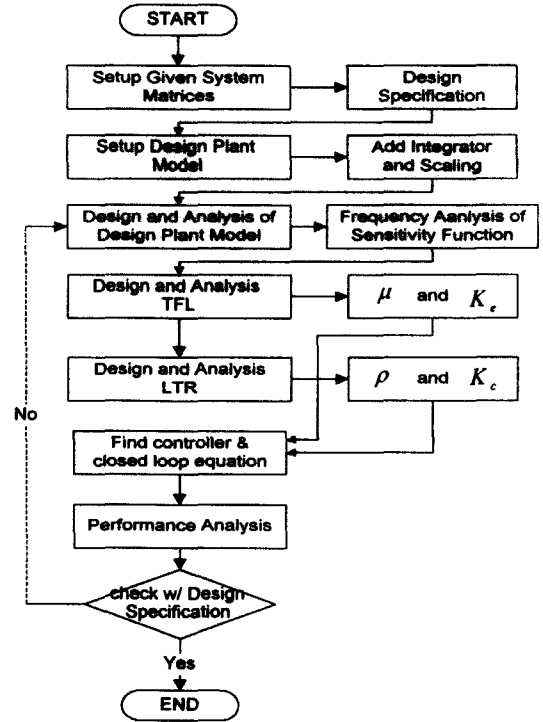 START
Setup Given System
Matrices
Design
Specification
Setup Design Plant
Model
Add Integrator
and Scaling
Design and Analysis of
Design Plant Model
Frequency Aanlysis of
Sensitivity Function
Design and Analysis
TFL
μ and K_e
Design and Analysis
LTR
ρ and K_c
No
Find controller &
closed loop equation
Performance Analysis
check w/ Design
Specification
Yes
END